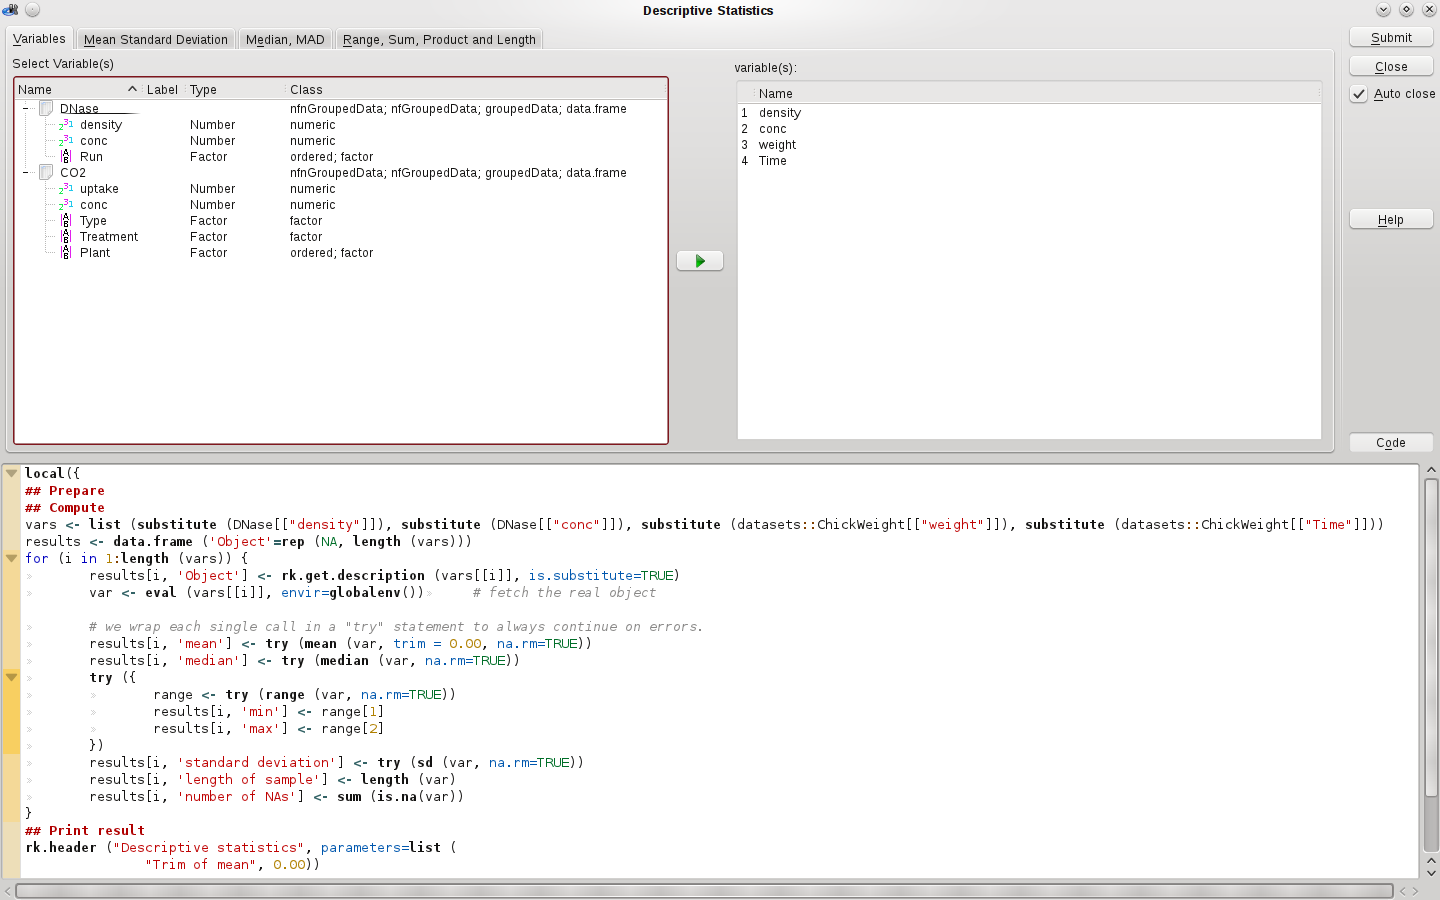 Descriptive Statistics
Variables
Mean Standard Deviation
Median, MAD
Range, Sum, Product and Length
Submit
Close
Auto close
Help
Code
Select Variable(s)
Name Label Type Class
DNase nfnGroupedData; nfGroupedData; groupedData; data.frame
density Number numeric
conc Number numeric
Run Factor ordered; factor
CO2 nfnGroupedData; nfGroupedData; groupedData; data.frame
uptake Number numeric
conc Number numeric
Type Factor factor
Treatment Factor factor
Plant Factor ordered; factor
variable(s):
Name
1 density
2 conc
3 weight
4 Time
local({
## Prepare
## Compute
vars <- list (substitute (DNase[["density"]]), substitute (DNase[["conc"]]), substitute (datasets::ChickWeight[["weight"]]), substitute (datasets::ChickWeight[["Time"]]))
results <- data.frame ('Object'=rep (NA, length (vars)))
for (i in 1:length (vars)) {
results[i, 'Object'] <- rk.get.description (vars[[i]], is.substitute=TRUE)
var <- eval (vars[[i]], envir=globalenv()) # fetch the real object
# we wrap each single call in a "try" statement to always continue on errors.
results[i, 'mean'] <- try (mean (var, trim = 0.00, na.rm=TRUE))
results[i, 'median'] <- try (median (var, na.rm=TRUE))
try ({
range <- try (range (var, na.rm=TRUE))
results[i, 'min'] <- range[1]
results[i, 'max'] <- range[2]
})
results[i, 'standard deviation'] <- try (sd (var, na.rm=TRUE))
results[i, 'length of sample'] <- length (var)
results[i, 'number of NAs'] <- sum (is.na(var))
}
## Print result
rk.header ("Descriptive statistics", parameters=list (
"Trim of mean", 0.00))